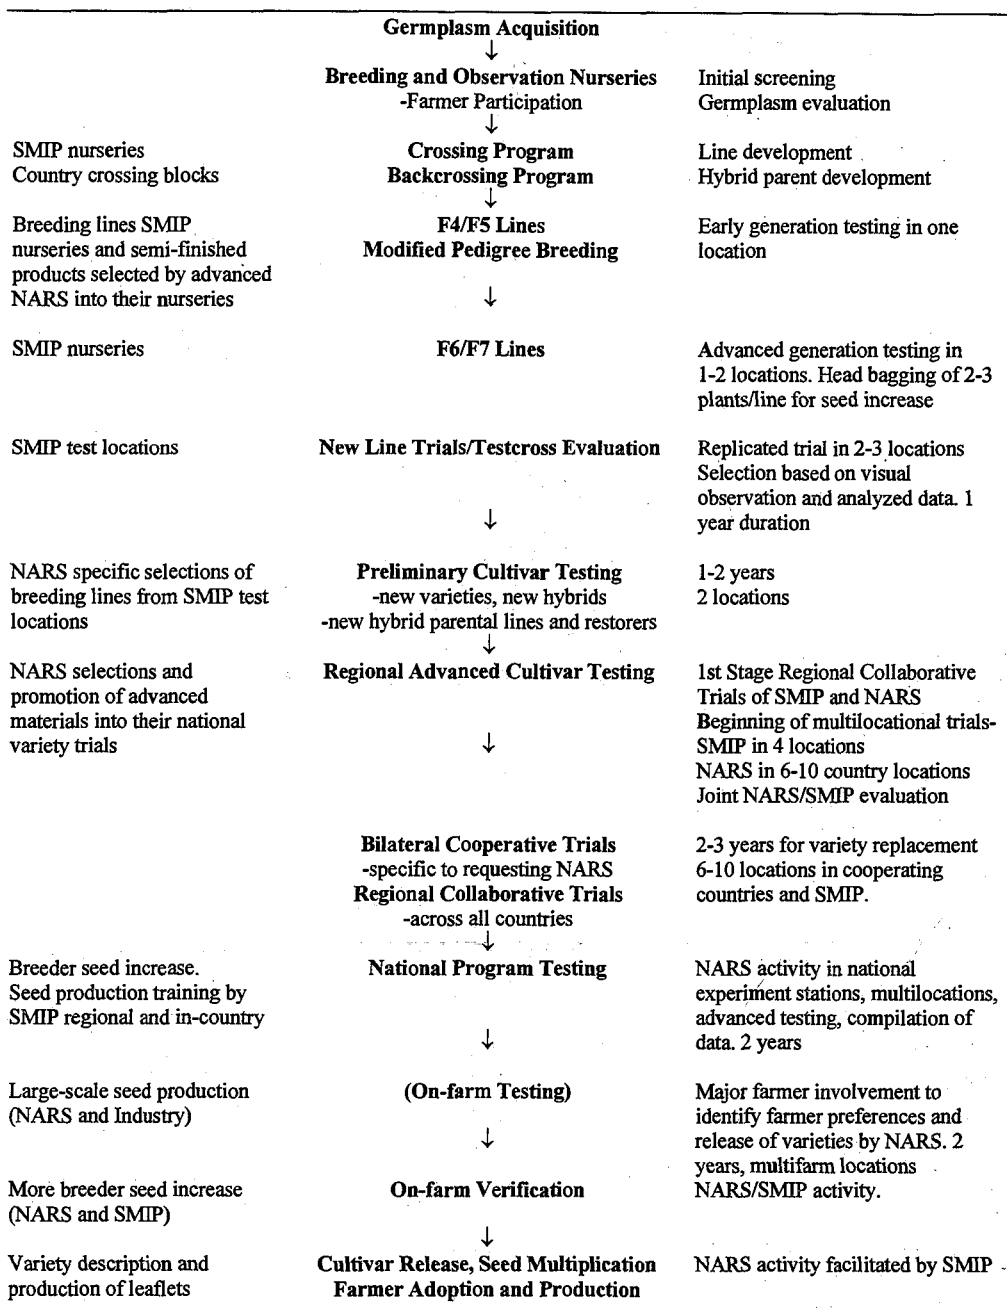 Germplasm Acquisition
↓
Breeding and Observation Nurseries Initial screening
-Farmer Participation Germplasm evaluation
↓
SMIP nurseries Crossing Program Line development
Country crossing blocks Backcrossing Program Hybrid parent development
↓
Breeding lines SMIP F4/F5 Lines Early generation testing in one
nurseries and semi-finished Modified Pedigree Breeding location
products selected by advanced
NARS into their nurseries ↓
SMIP nurseries F6/F7 Lines Advanced generation testing in
1-2 locations. Head bagging of 2-3
plants/line for seed increase
SMIP test locations New Line Trials/Testcross Evaluation Replicated trial in 2-3 locations
Selection based on visual
observation and analyzed data. 1
↓ year duration
NARS specific selections of Preliminary Cultivar Testing 1-2 years
breeding lines from SMIP test -new varieties, new hybrids 2 locations
locations -new hybrid parental lines and restorers
↓
NARS selections and Regional Advanced Cultivar Testing 1st Stage Regional Collaborative
promotion of advanced Trials of SMIP and NARS
materials into their national Beginning of multilocational trials-
variety trials ↓ SMIP in 4 locations
NARS in 6-10 country locations
Joint NARS/SMIP evaluation
Bilateral Cooperative Trials 2-3 years for variety replacement
-specific to requesting NARS 6-10 locations in cooperating
Regional Collaborative Trials countries and SMIP.
-across all countries
↓
Breeder seed increase. National Program Testing NARS activity in national
Seed production training by experiment stations, multilocations,
SMIP regional and in-country advanced testing, compilation of
↓ data. 2 years
Large-scale seed production (On-farm Testing) Major farmer involvement to
(NARS and Industry) identify farmer preferences and
↓ release of varieties by NARS. 2
years, multifarm locations
More breeder seed increase On-farm Verification NARS/SMIP activity.
(NARS and SMIP)
↓
Variety description and Cultivar Release, Seed Multiplication NARS activity facilitated by SMIP
production of leaflets Farmer Adoption and Production